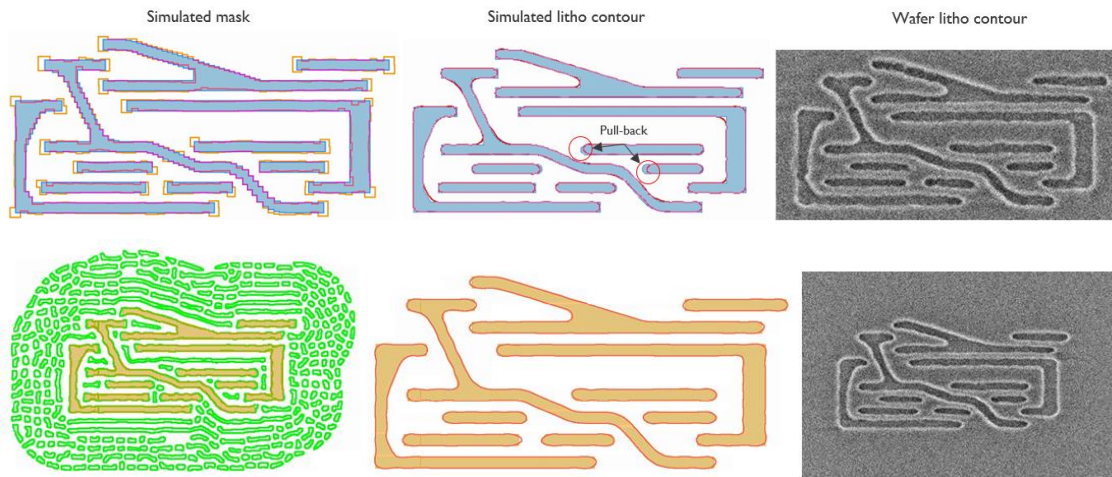 Simulated mask
Simulated litho contour
Wafer litho contour
Pull-back